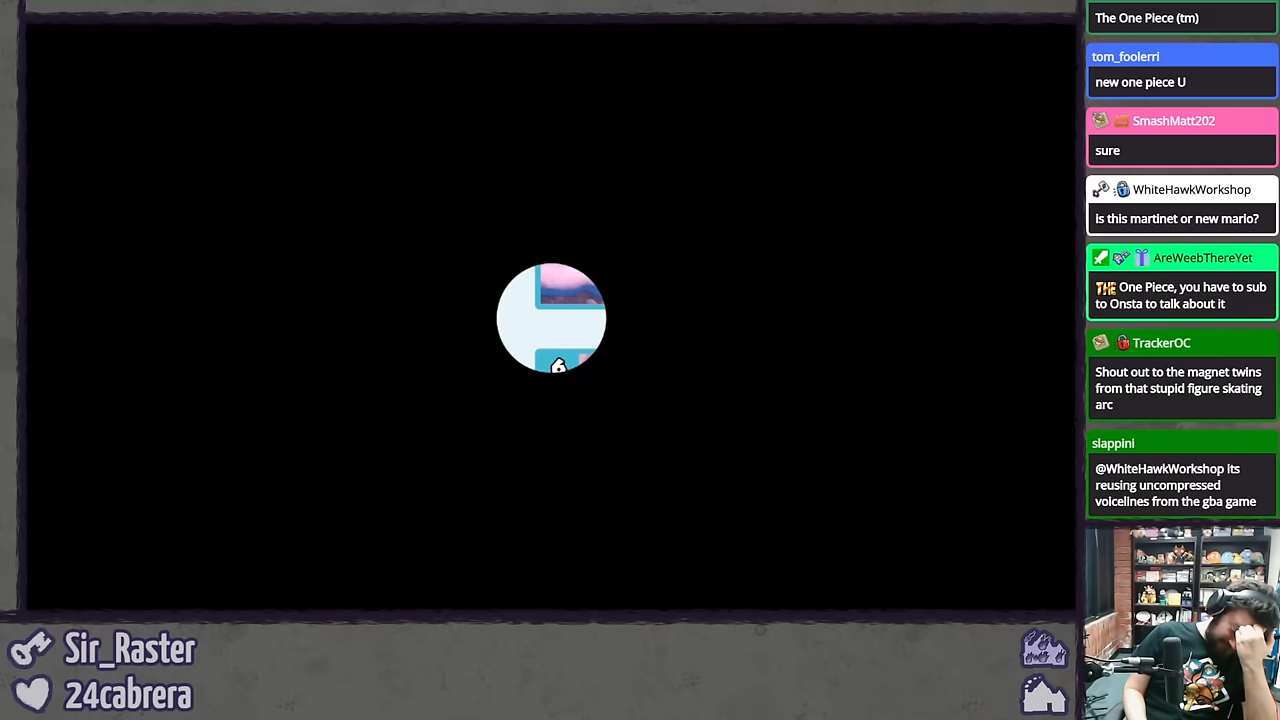 The One Piece (tm)
tom_foolerri
new one piece U
SmashMatt202
sure
WhiteHawkWorkshop
is this martinet or new mario?
AreWeebThereYet
THE One Piece, you have to sub
to Onsta to talk about it
TrackerOC
Shout out to the magnet twins
from that stupid figure skating
arc
slappini
@WhiteHawkWorkshop its
reusing uncompressed
voicelines from the gba game
Sir_Raster
24cabrera